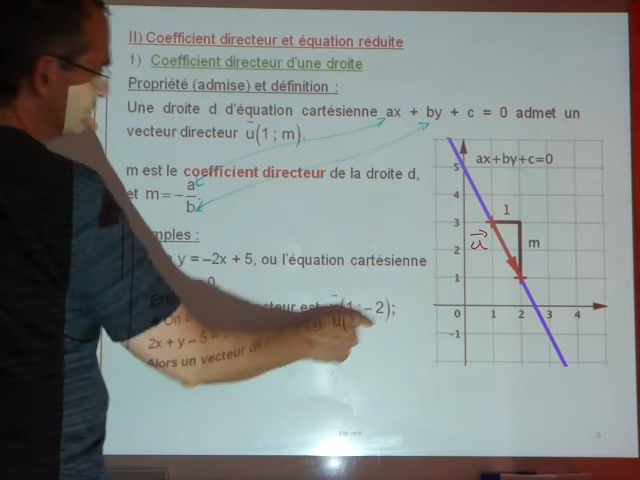 II) Coefficient directeur et équation réduite
1) Coefficient directeur d'une droite
Propriété (admise) et définition :
Une droite d d'équation cartésienne ax + by + c = 0 admet un
vecteur directeur u(1 ; m).
m est le coefficient directeur de la droite d,
et m = − a/b
mples :
y = −2x + 5, ou l'équation cartésienne
0
est u(1 ; −2);
2x + y − 5
Alors un vecteur
ax+by+c=0
5
4
3
2
1
0
1
2
3
4
−1
1
m
u